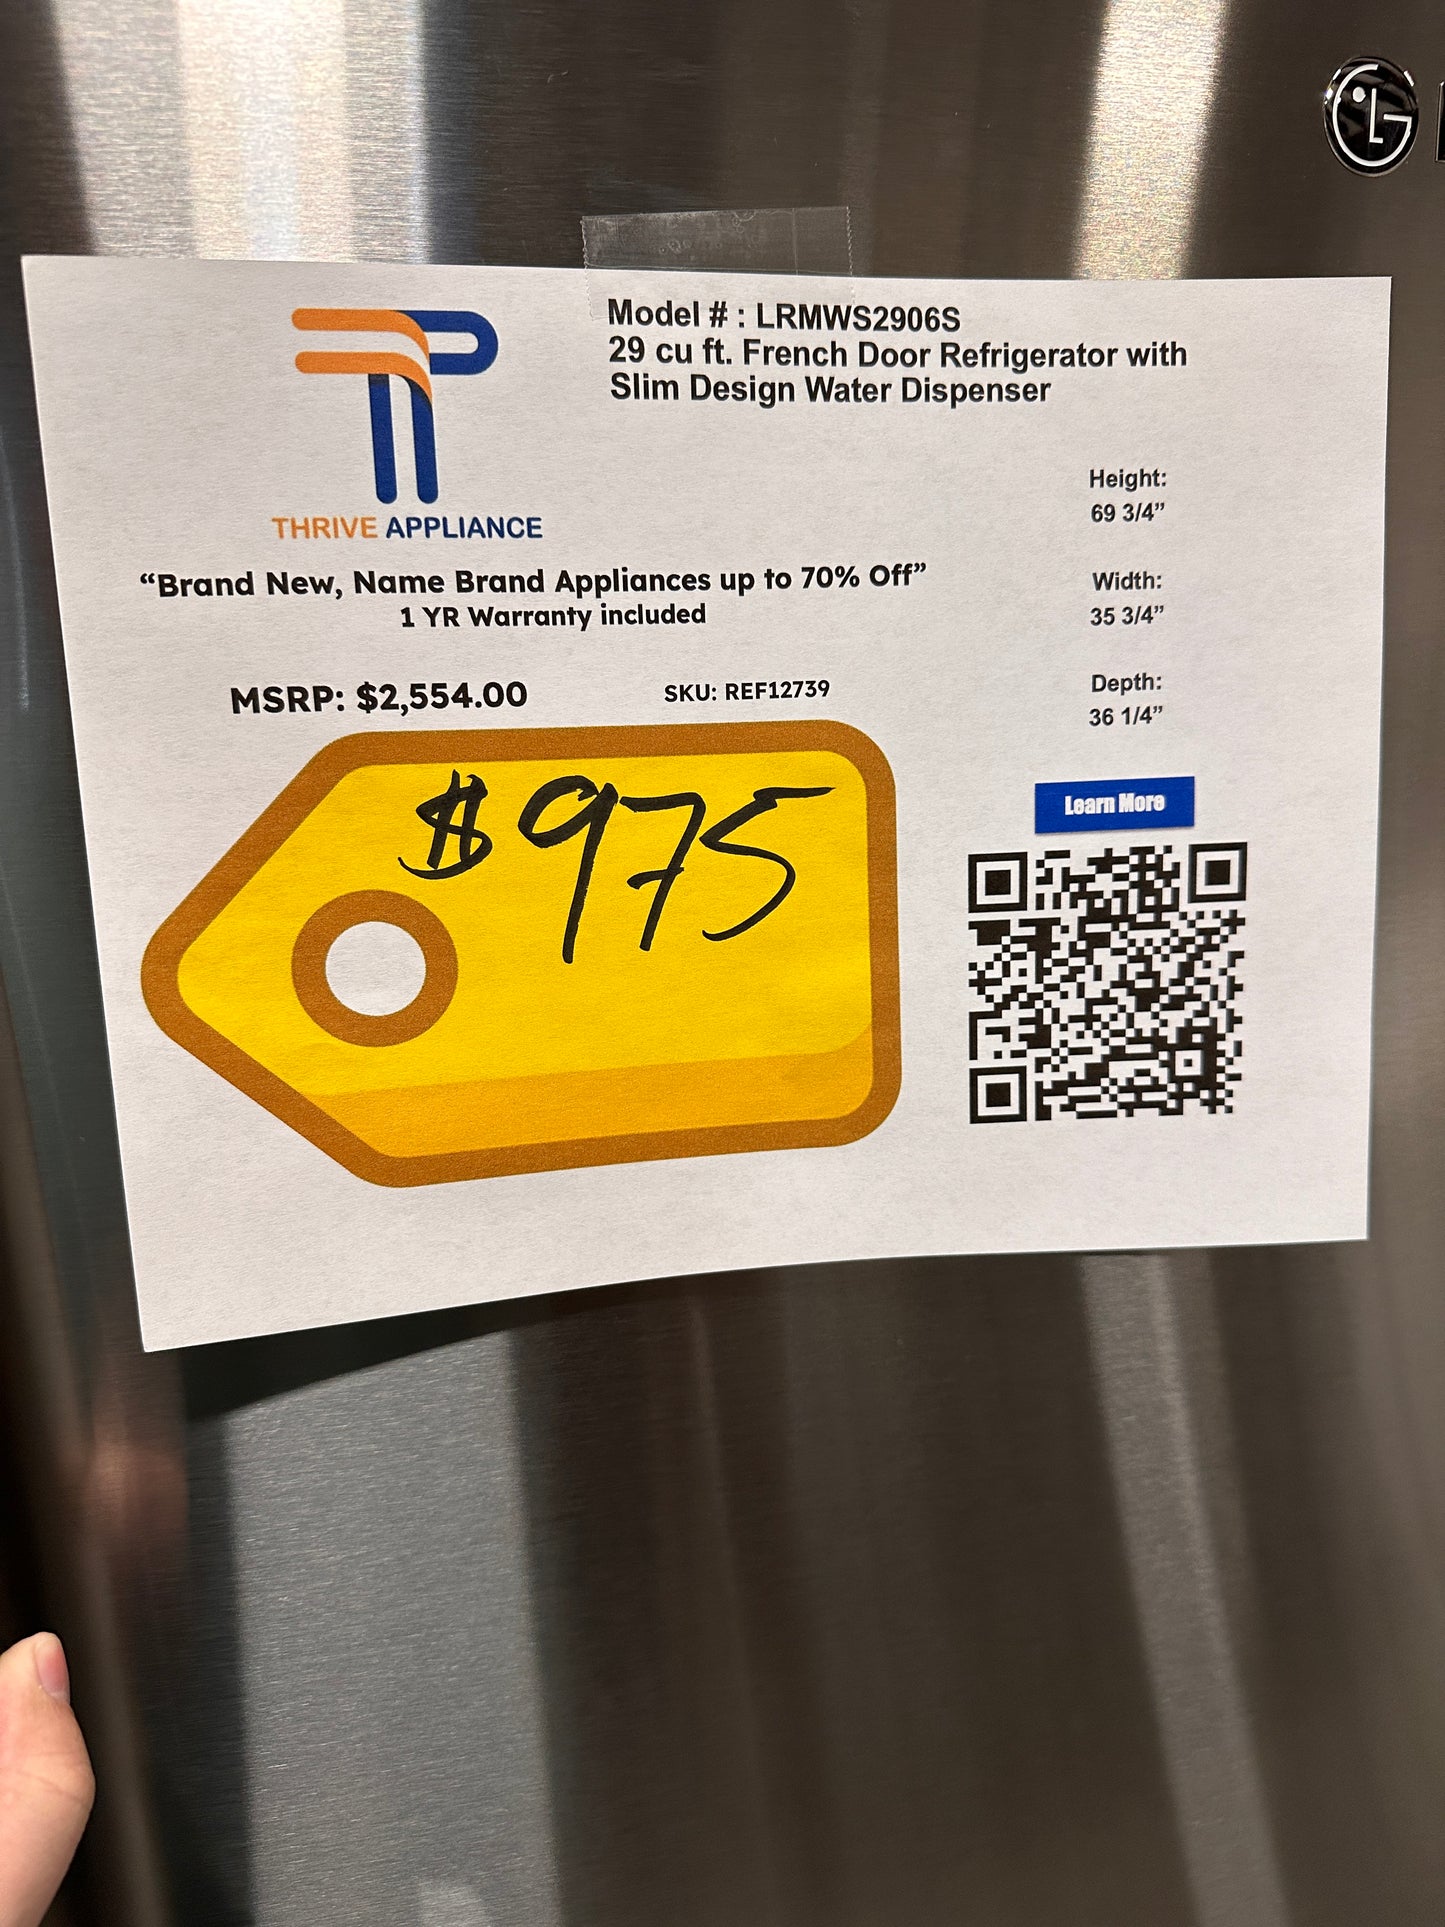 LG
Model # : LRMWS2906S
29 cu ft. French Door Refrigerator with
Slim Design Water Dispenser
THRIVE APPLIANCE
“Brand New, Name Brand Appliances up to 70% Off”
1 YR Warranty included
MSRP: $2,554.00
SKU: REF12739
$975
Height:
69 3/4”
Width:
35 3/4”
Depth:
36 1/4”
Learn More